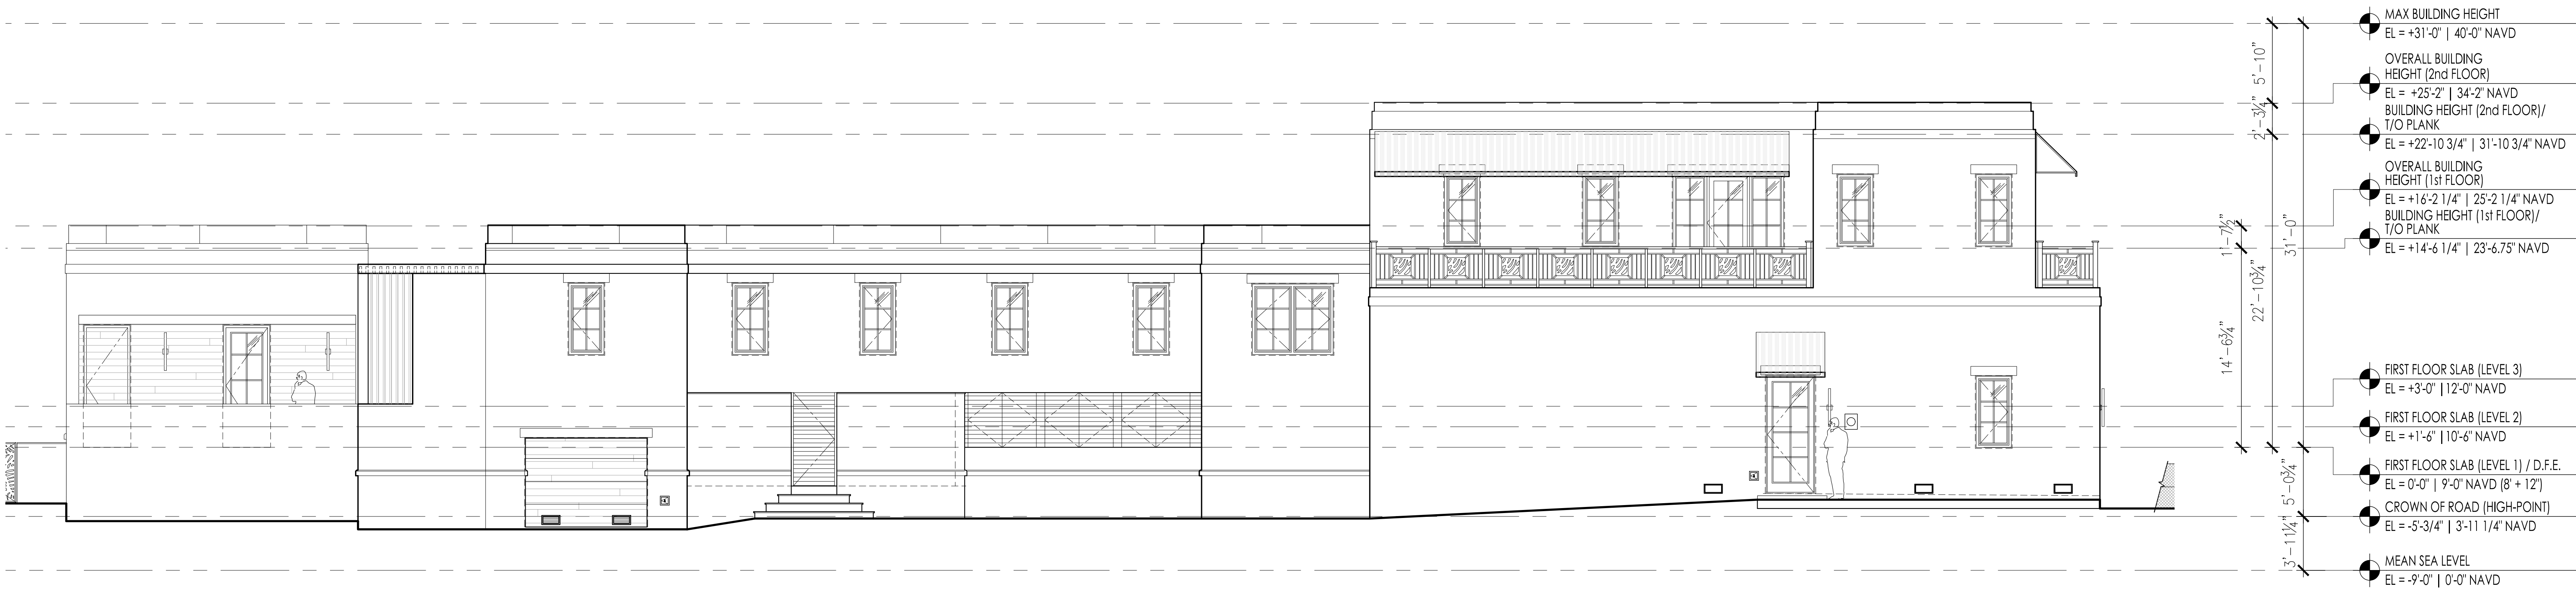 MAX BUILDING HEIGHT
EL = +31'-0" | 40'-0" NAVD
OVERALL BUILDING
HEIGHT (2nd FLOOR)
EL = +25'-2" | 34'-2" NAVD
BUILDING HEIGHT (2nd FLOOR)/
T/O PLANK
EL = +22'-10 3/4" | 31'-10 3/4" NAVD
OVERALL BUILDING
HEIGHT (1st FLOOR)
EL = +16'-2 1/4" | 25'-2 1/4" NAVD
BUILDING HEIGHT (1st FLOOR)/
T/O PLANK
EL = +14'-6 1/4" | 23'-6.75" NAVD
FIRST FLOOR SLAB (LEVEL 3)
EL = +3'-0" | 12'-0" NAVD
FIRST FLOOR SLAB (LEVEL 2)
EL = +1'-6" | 10'-6" NAVD
FIRST FLOOR SLAB (LEVEL 1) / D.F.E.
EL = 0'-0" | 9'-0" NAVD (8' + 12")
CROWN OF ROAD (HIGH-POINT)
EL = -5'-3/4" | 3'-11 1/4" NAVD
MEAN SEA LEVEL
EL = -9'-0" | 0'-0" NAVD
5'-10"
2'-3¼"
1'-7½"
31'-0"
22'-10¾"
14'-6¾"
5'-0¾"
3'-11¼"